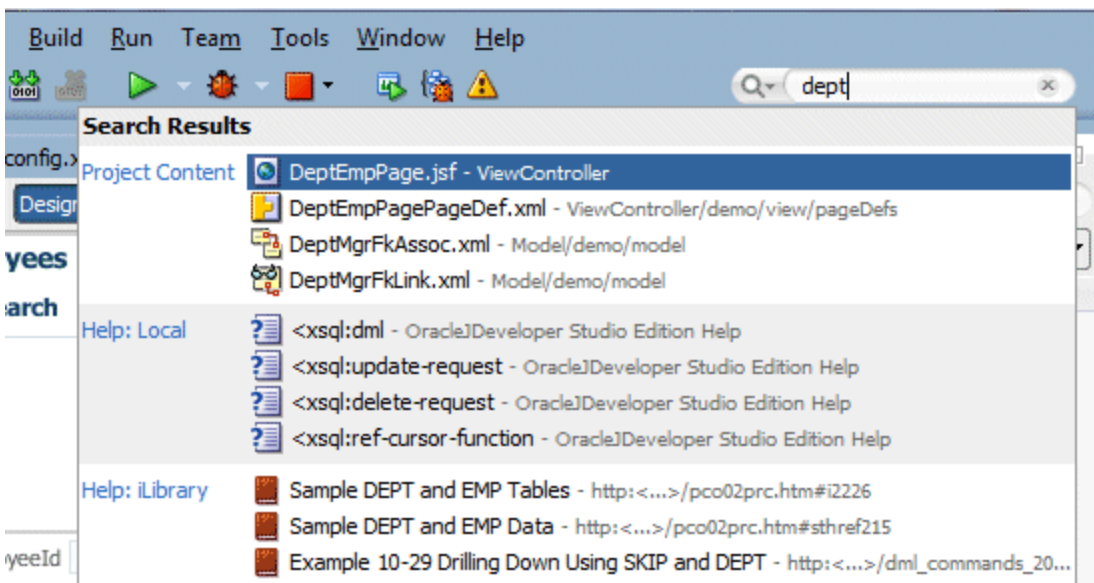 Build Run Team Tools Window Help
dept
Search Results
config.x
Project Content DeptEmpPage.jsf - ViewController
Design
DeptEmpPagePageDef.xml - ViewController/demo/view/pageDefs
DeptMgrFkAssoc.xml - Model/demo/model
yees
DeptMgrFkLink.xml - Model/demo/model
earch
Help: Local <xsql:dml - OracleJDeveloper Studio Edition Help
<xsql:update-request - OracleJDeveloper Studio Edition Help
<xsql:delete-request - OracleJDeveloper Studio Edition Help
<xsql:ref-cursor-function - OracleJDeveloper Studio Edition Help
Help: iLibrary Sample DEPT and EMP Tables - http:<...>/pco02prc.htm#i2226
Sample DEPT and EMP Data - http:<...>/pco02prc.htm#sthref215
yeeId Example 10-29 Drilling Down Using SKIP and DEPT - http:<...>/dml_commands_20...